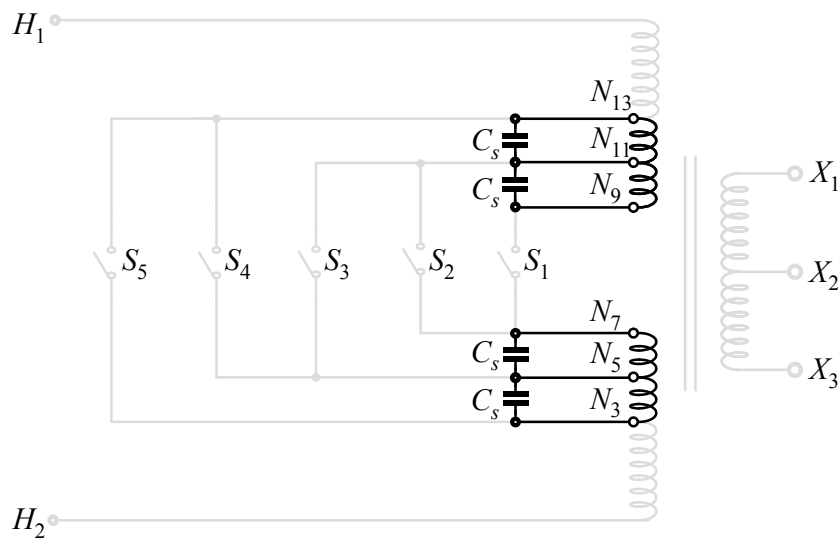 H₁
N₁₃
Cₛ
N₁₁
Cₛ
N₉
X₁
S₅
S₄
S₃
S₂
S₁
X₂
N₇
Cₛ
N₅
X₃
Cₛ
N₃
H₂